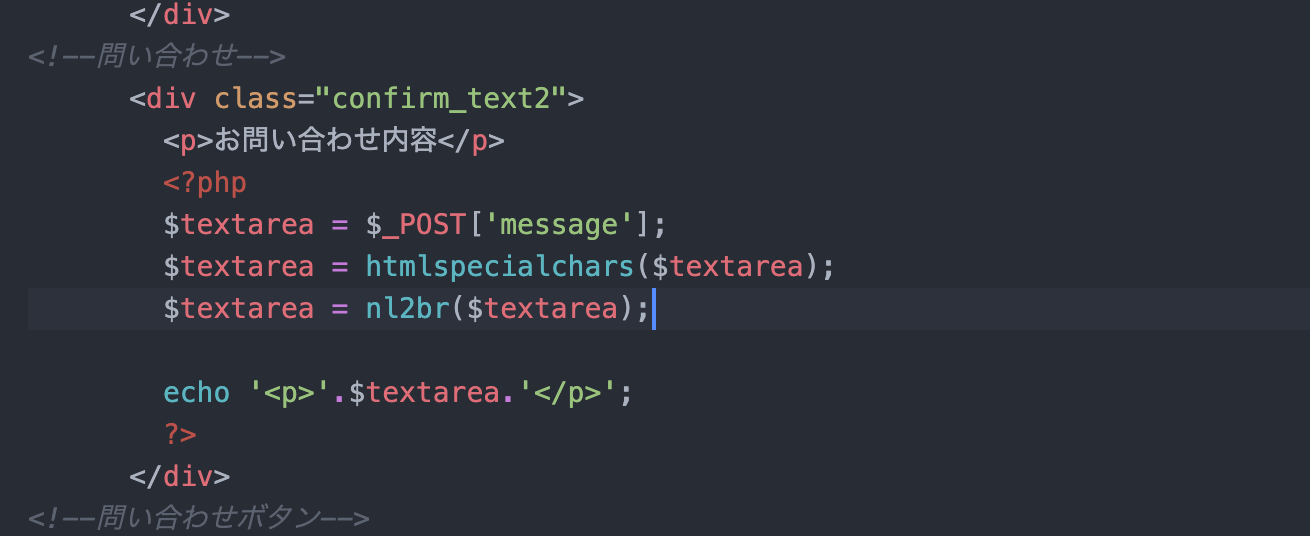 </div>
<!--問い合わせ-->
<div class="confirm_text2">
<p>お問い合わせ内容</p>
<?php
$textarea = $_POST['message'];
$textarea = htmlspecialchars($textarea);
$textarea = nl2br($textarea);
echo '<p>'.$textarea.'</p>';
?>
</div>
<!--問い合わせボタン-->